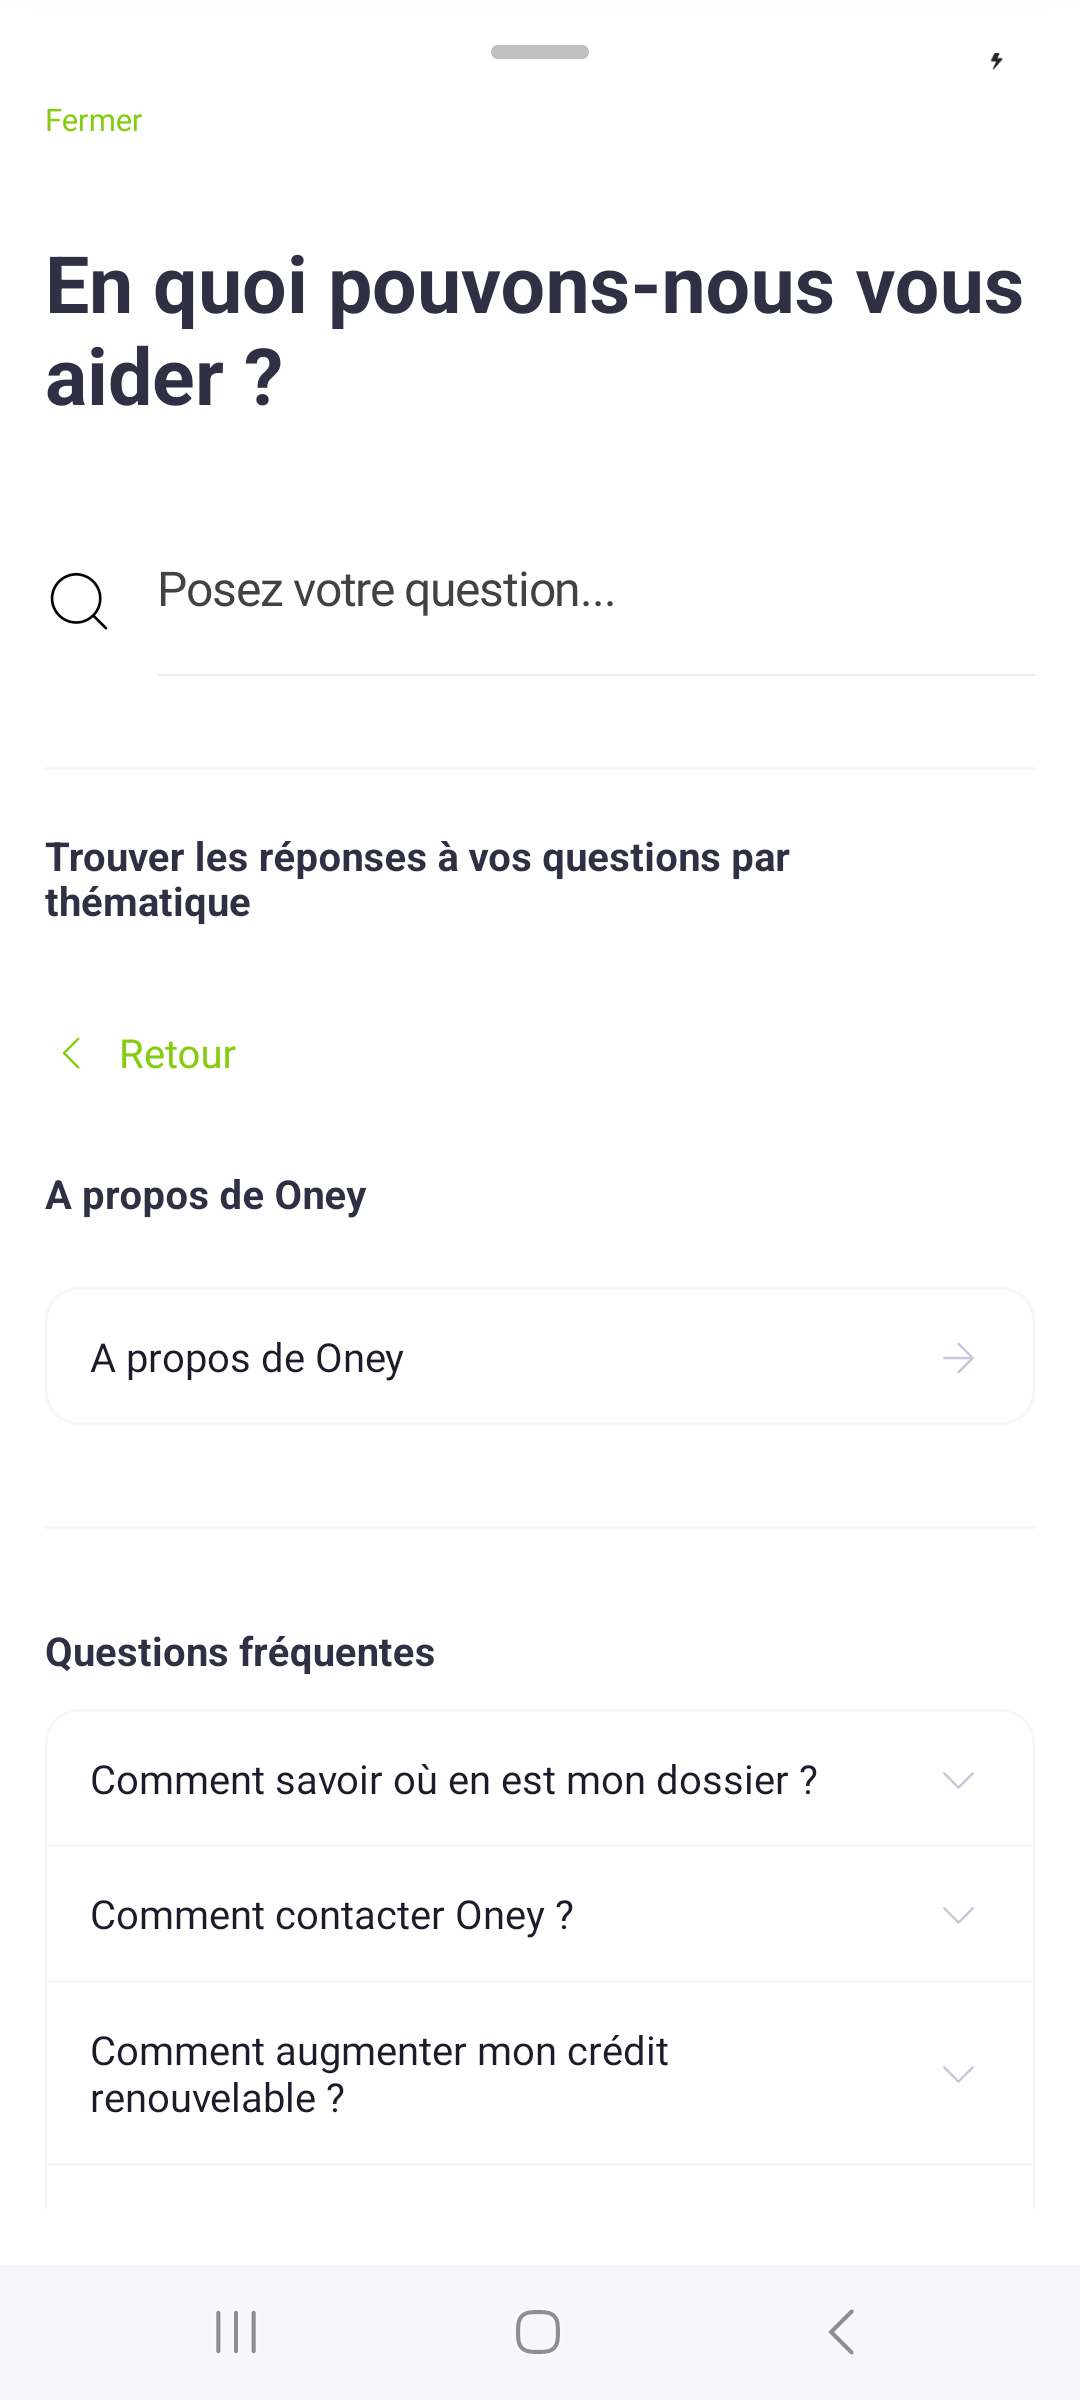 Fermer
En quoi pouvons-nous vous
aider ?
Posez votre question...
Trouver les réponses à vos questions par
thématique
Retour
A propos de Oney
A propos de Oney
Questions fréquentes
Comment savoir où en est mon dossier ?
Comment contacter Oney ?
Comment augmenter mon crédit
renouvelable ?